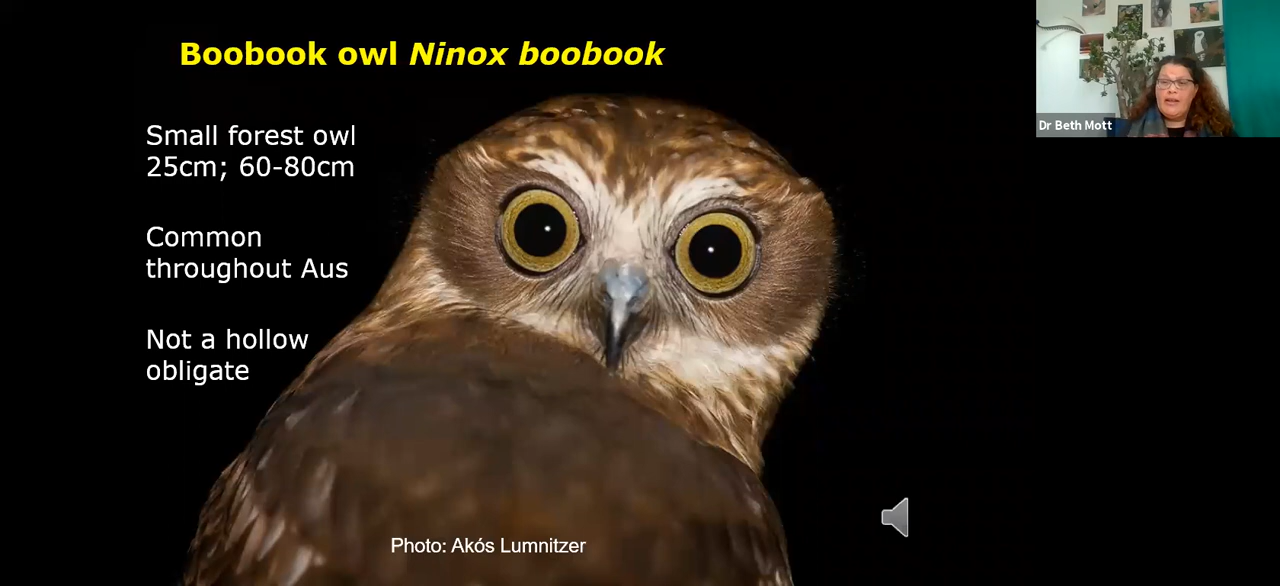 Boobook owl Ninox boobook
Dr Beth Mott
Small forest owl
25cm; 60-80cm
Common
throughout Aus
Not a hollow
obligate
Photo: Akós Lumnitzer